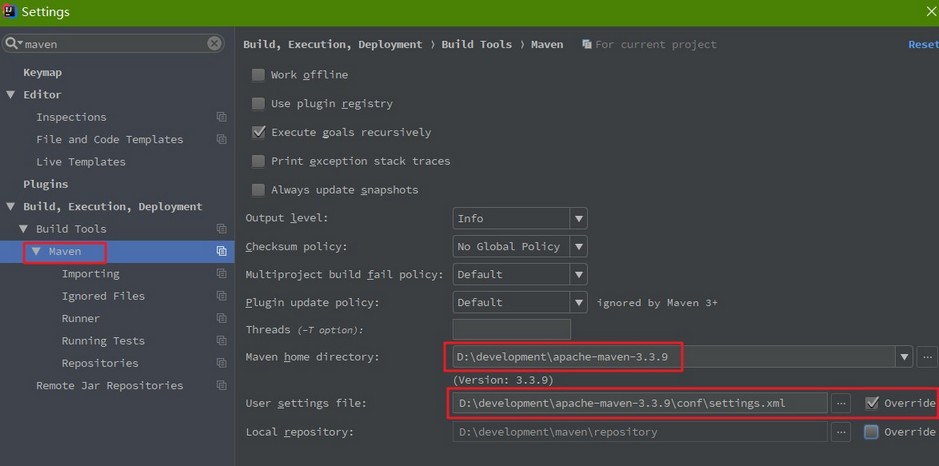 Settings
maven
Keymap
Editor
Inspections
File and Code Templates
Live Templates
Plugins
Build, Execution, Deployment
Build Tools
Maven
Importing
Ignored Files
Runner
Running Tests
Repositories
Remote Jar Repositories
Build, Execution, Deployment › Build Tools › Maven For current project Reset
Work offline
Use plugin registry
Execute goals recursively
Print exception stack traces
Always update snapshots
Output level: Info
Checksum policy: No Global Policy
Multiproject build fail policy: Default
Plugin update policy: Default ignored by Maven 3+
Threads (-T option):
Maven home directory: D:\development\apache-maven-3.3.9 ...
(Version: 3.3.9)
User settings file: D:\development\apache-maven-3.3.9\conf\settings.xml ... Override
Local repository: D:\development\maven\repository ... Override